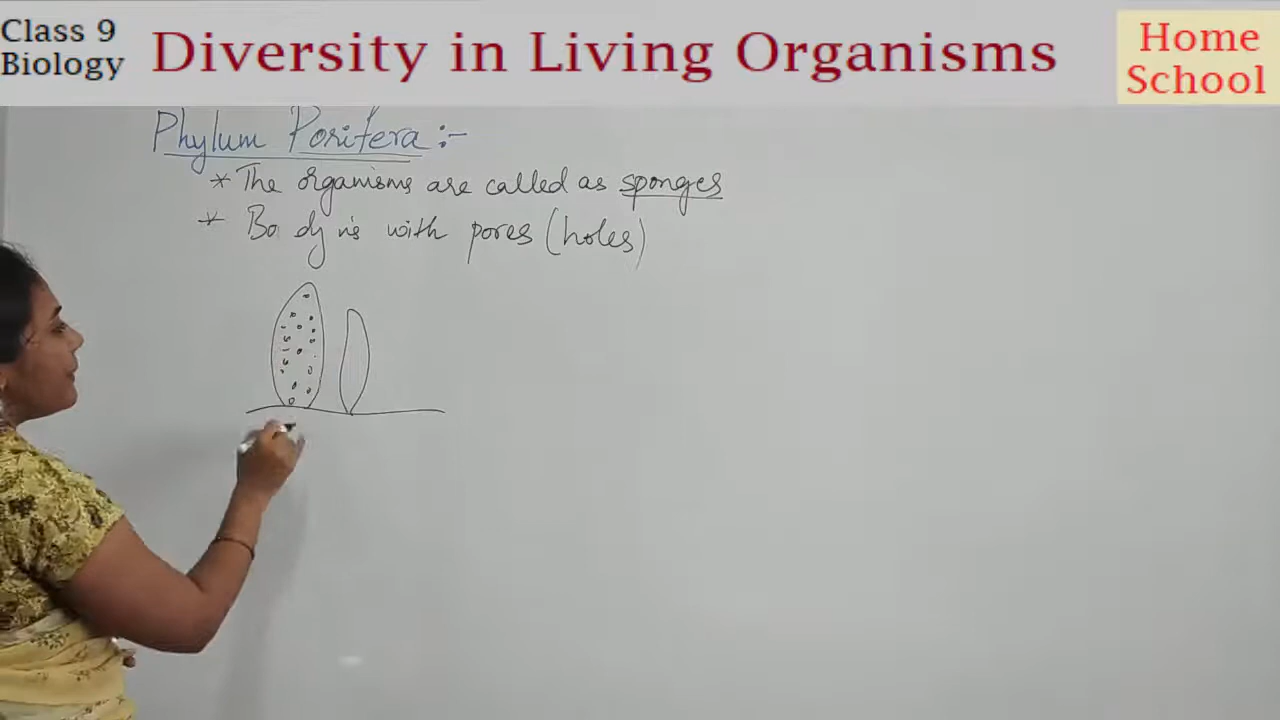 Class 9
Biology
Diversity in Living Organisms
Home
School
Phylum Porifera :-
* The organisms are called as sponges
* Body is with pores (holes)